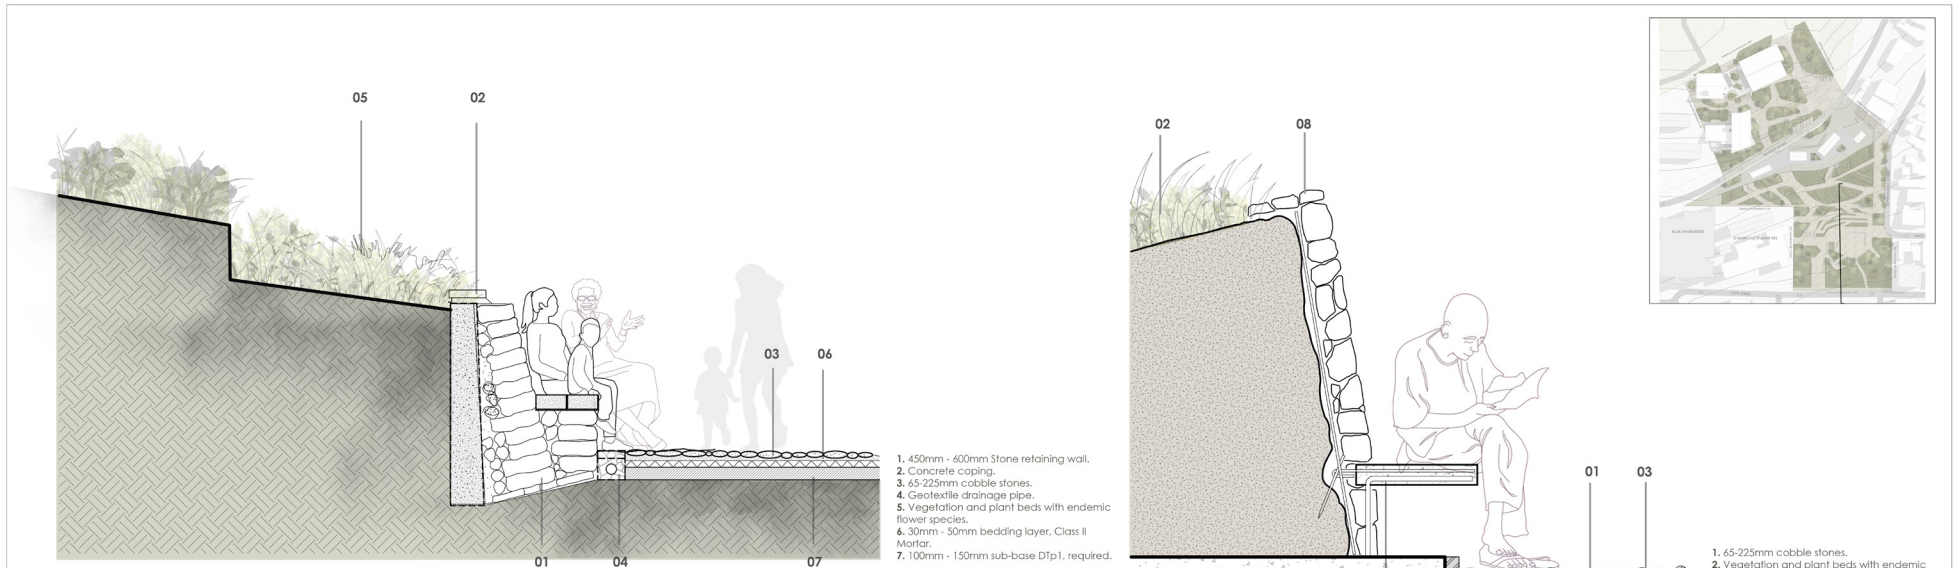 05
02
03
06
01
04
07
1. 450mm - 600mm Stone retaining wall.
2. Concrete coping.
3. 65-225mm cobble stones.
4. Geotextile drainage pipe.
5. Vegetation and plant beds with endemic
flower species.
6. 30mm - 50mm bedding layer, Class II
Mortar.
7. 100mm - 150mm sub-base DTp1, required.
02
08
01
03
1. 65-225mm cobble stones.
2. Vegetation and plant beds with endemic